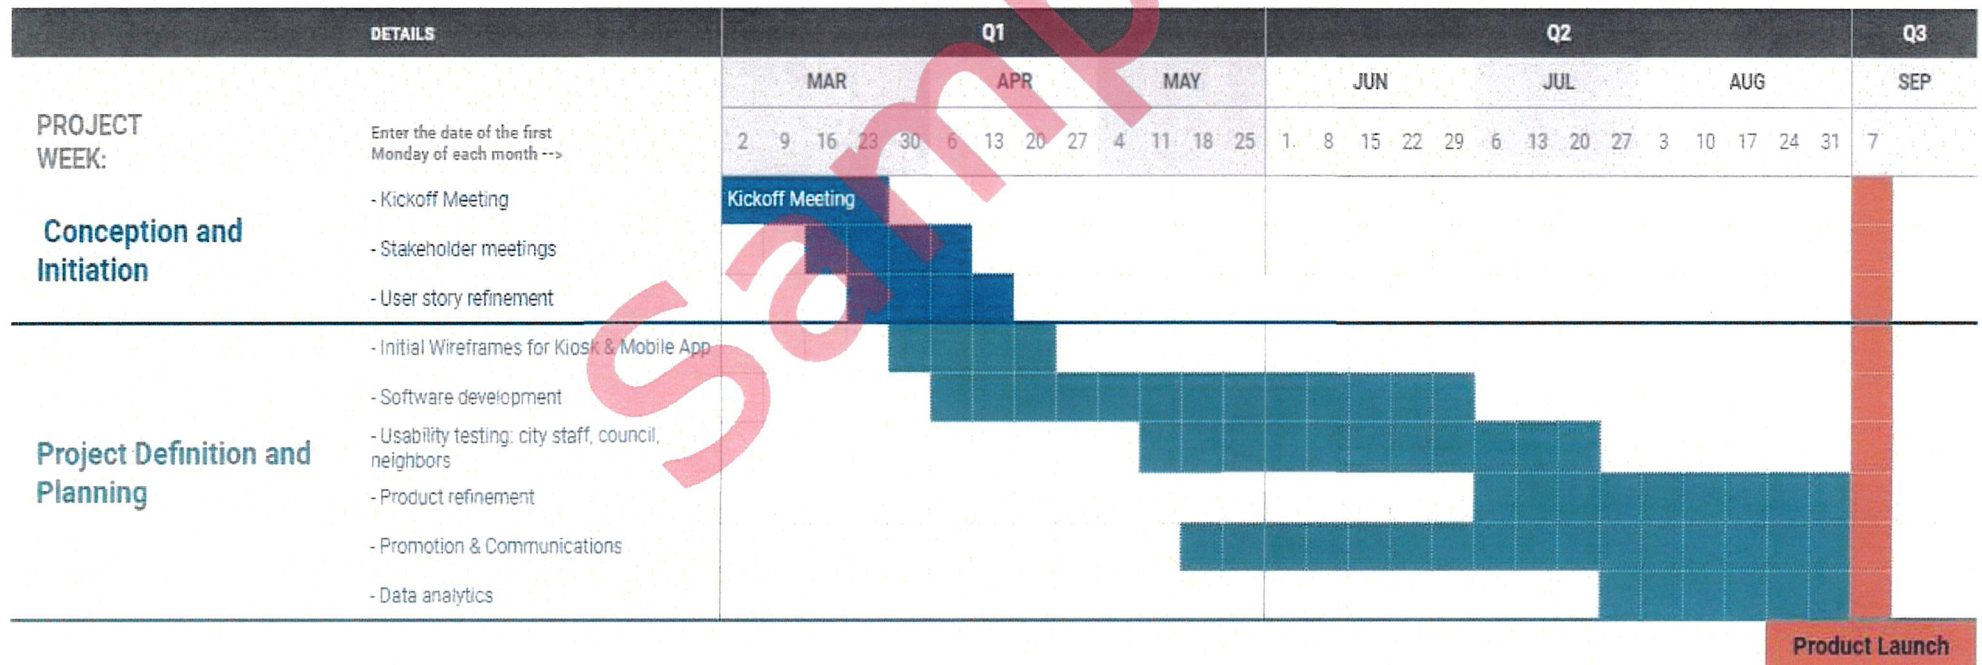 DETAILS Q1 Q2 Q3
MAR APR MAY JUN JUL AUG SEP
PROJECT
WEEK:
Enter the date of the first
Monday of each month -->
2 9 16 23 30 6 13 20 27 4 11 18 25 1 8 15 22 29 6 13 20 27 3 10 17 24 31 7
Conception and
Initiation
- Kickoff Meeting
Kickoff Meeting
- Stakeholder meetings
- User story refinement
Project Definition and
Planning
- Initial Wireframes for Kiosk & Mobile App
- Software development
- Usability testing: city staff, council,
neighbors
- Product refinement
- Promotion & Communications
- Data analytics
Product Launch
Samp